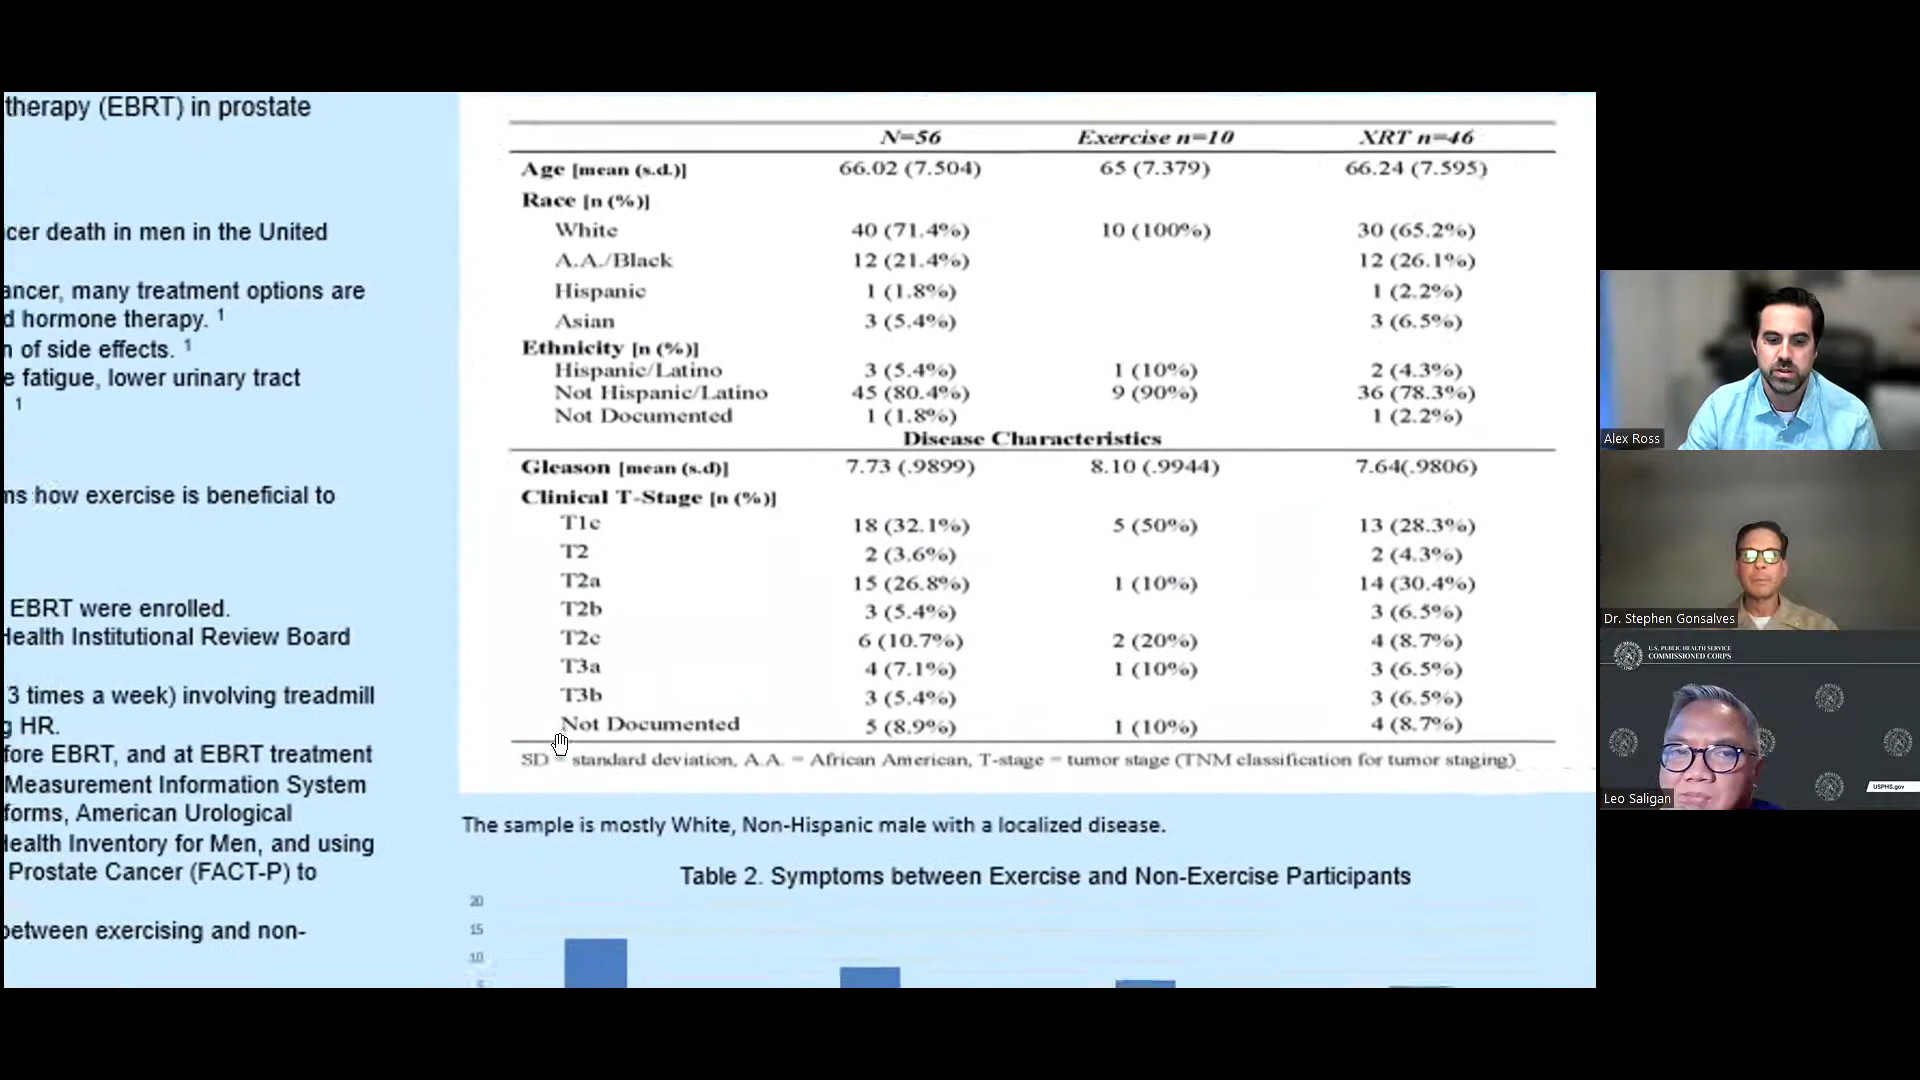 therapy (EBRT) in prostate
cer death in men in the United
ancer, many treatment options are
d hormone therapy. 1
n of side effects. 1
e fatigue, lower urinary tract
1
ms how exercise is beneficial to
EBRT were enrolled.
Health Institutional Review Board
3 times a week) involving treadmill
g HR.
fore EBRT, and at EBRT treatment
Measurement Information System
forms, American Urological
Health Inventory for Men, and using
Prostate Cancer (FACT-P) to
between exercising and non-
N=56 Exercise n=10 XRT n=46
Age [mean (s.d.)] 66.02 (7.504) 65 (7.379) 66.24 (7.595)
Race [n (%)]
White 40 (71.4%) 10 (100%) 30 (65.2%)
A.A./Black 12 (21.4%) 12 (26.1%)
Hispanic 1 (1.8%) 1 (2.2%)
Asian 3 (5.4%) 3 (6.5%)
Ethnicity [n (%)]
Hispanic/Latino 3 (5.4%) 1 (10%) 2 (4.3%)
Not Hispanic/Latino 45 (80.4%) 9 (90%) 36 (78.3%)
Not Documented 1 (1.8%) 1 (2.2%)
Disease Characteristics
Gleason [mean (s.d)] 7.73 (.9899) 8.10 (.9944) 7.64(.9806)
Clinical T-Stage [n (%)]
T1c 18 (32.1%) 5 (50%) 13 (28.3%)
T2 2 (3.6%) 2 (4.3%)
T2a 15 (26.8%) 1 (10%) 14 (30.4%)
T2b 3 (5.4%) 3 (6.5%)
T2c 6 (10.7%) 2 (20%) 4 (8.7%)
T3a 4 (7.1%) 1 (10%) 3 (6.5%)
T3b 3 (5.4%) 3 (6.5%)
Not Documented 5 (8.9%) 1 (10%) 4 (8.7%)
SD = standard deviation, A.A. = African American, T-stage = tumor stage (TNM classification for tumor staging)
The sample is mostly White, Non-Hispanic male with a localized disease.
Table 2. Symptoms between Exercise and Non-Exercise Participants
20
15
10
5
Alex Ross
Dr. Stephen Gonsalves
U.S. PUBLIC HEALTH SERVICE
COMMISSIONED CORPS
USPHS.gov
Leo Saligan